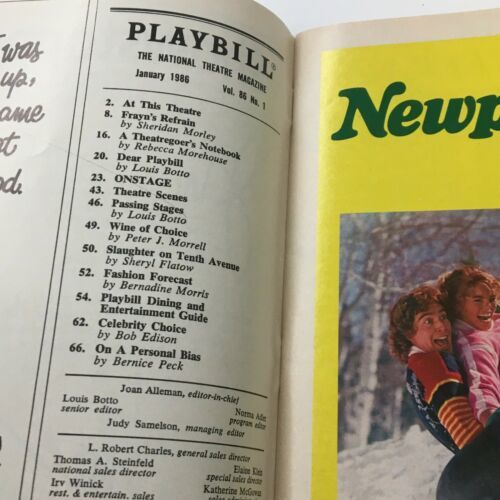 was
up,
ame
et
od.
PLAYBILL®
THE NATIONAL THEATRE MAGAZINE
January 1986 Vol. 86 No. 1
2. At This Theatre
8. Frayn's Refrain
by Sheridan Morley
16. A Theatregoer's Notebook
by Rebecca Morehouse
20. Dear Playbill
by Louis Botto
23. ONSTAGE
43. Theatre Scenes
46. Passing Stages
by Louis Botto
49. Wine of Choice
by Peter J. Morrell
50. Slaughter on Tenth Avenue
by Sheryl Flatow
52. Fashion Forecast
by Bernadine Morris
54. Playbill Dining and
Entertainment Guide
62. Celebrity Choice
by Bob Edison
66. On A Personal Bias
by Bernice Peck
Joan Alleman, editor-in-chief
Louis Botto Norma Adler
senior editor program editor
Judy Samelson, managing editor
L. Robert Charles, general sales director
Thomas A. Steinfeld Elaine Klein
national sales director special sales director
Irv Winick Katherine McGowan
rest. & entertain. sales
Newp